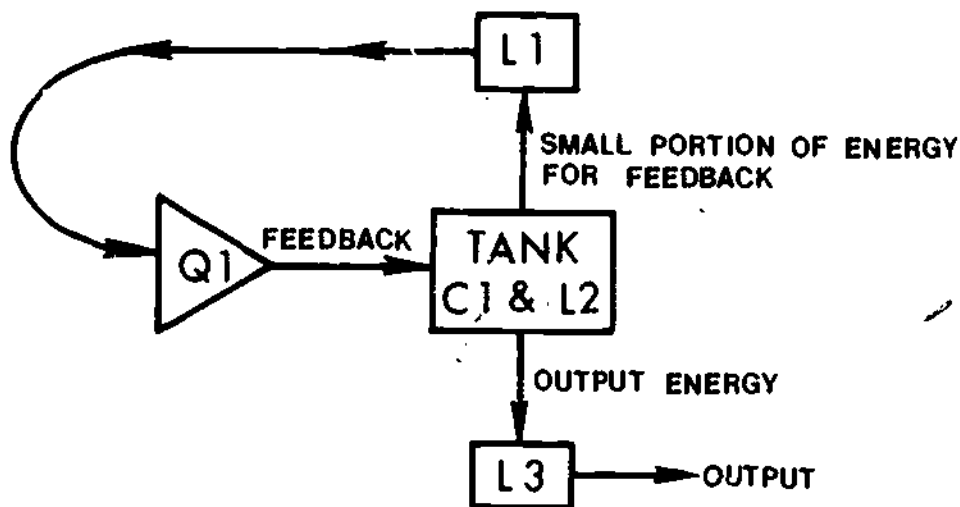 L1
SMALL PORTION OF ENERGY
FOR FEEDBACK
Q1
FEEDBACK
TANK
C1 & L2
OUTPUT ENERGY
L3
OUTPUT